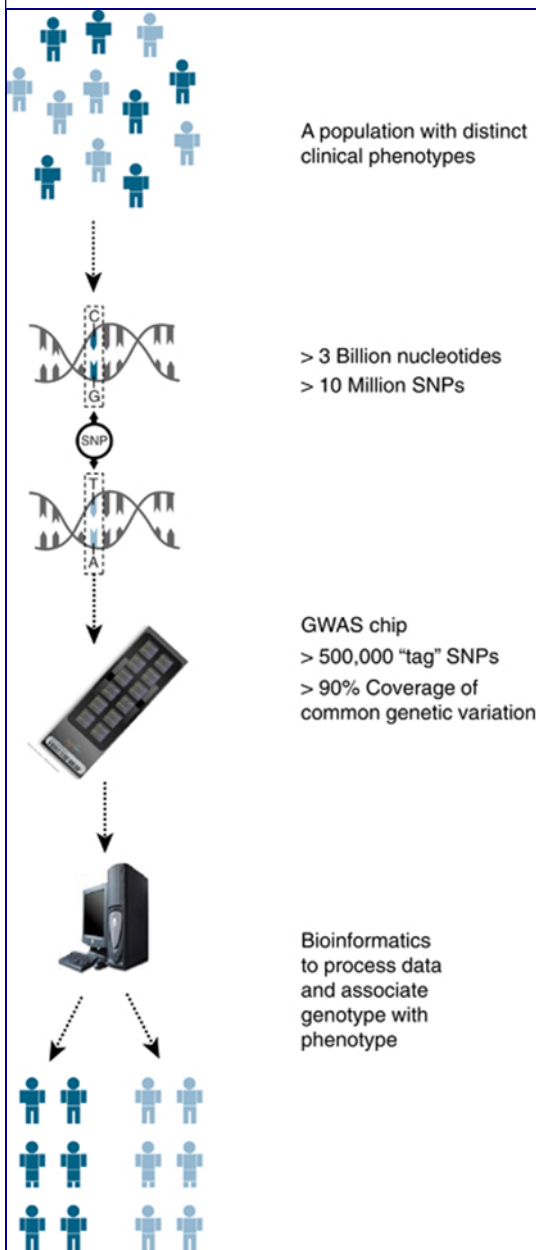 A population with distinct
clinical phenotypes
C
> 3 Billion nucleotides
> 10 Million SNPs
G
SNP
T
A
GWAS chip
> 500,000 “tag” SNPs
> 90% Coverage of
common genetic variation
Bioinformatics
to process data
and associate
genotype with
phenotype